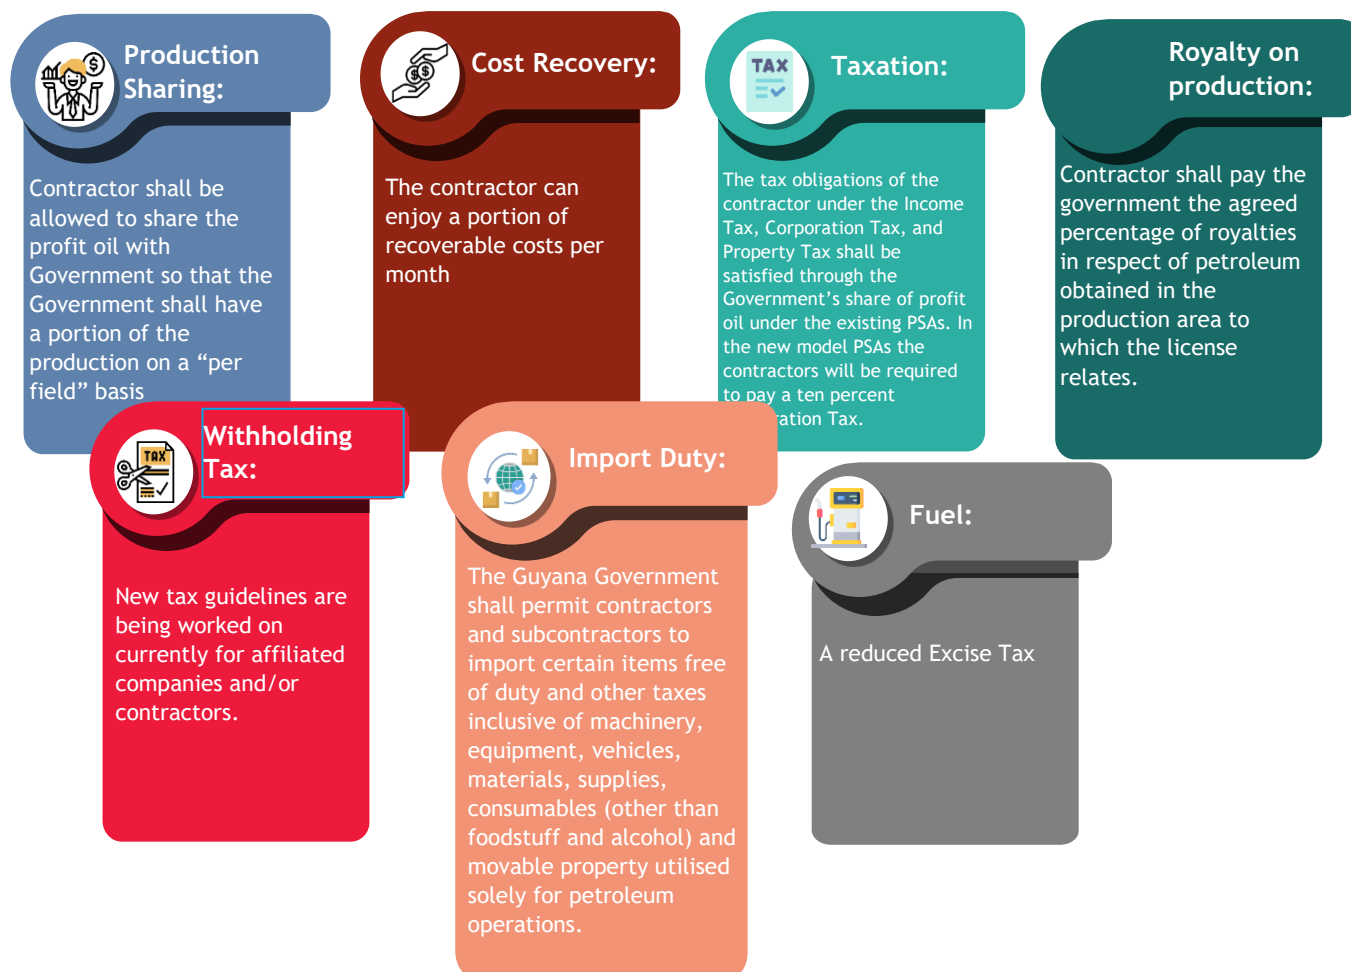 Production
Sharing:
Contractor shall be
allowed to share the
profit oil with
Government so that the
Government shall have
a portion of the
production on a “per
field” basis
Cost Recovery:
The contractor can
enjoy a portion of
recoverable costs per
month
TAX
Taxation:
The tax obligations of the
contractor under the Income
Tax, Corporation Tax, and
Property Tax shall be
satisfied through the
Government’s share of profit
oil under the existing PSAs. In
the new model PSAs the
contractors will be required
to pay a ten percent
ration Tax.
Royalty on
production:
Contractor shall pay the
government the agreed
percentage of royalties
in respect of petroleum
obtained in the
production area to
which the license
relates.
TAX
Withholding
Tax:
New tax guidelines are
being worked on
currently for affiliated
companies and/or
contractors.
Import Duty:
The Guyana Government
shall permit contractors
and subcontractors to
import certain items free
of duty and other taxes
inclusive of machinery,
equipment, vehicles,
materials, supplies,
consumables (other than
foodstuff and alcohol) and
movable property utilised
solely for petroleum
operations.
Fuel:
A reduced Excise Tax